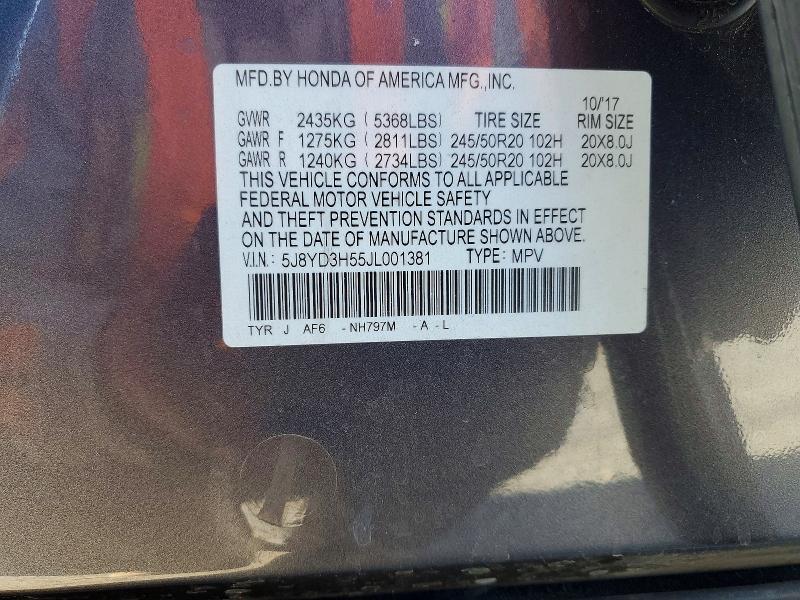 MFD.BY HONDA OF AMERICA MFG.,INC.
10/'17
GVWR 2435KG ( 5368LBS) TIRE SIZE RIM SIZE
GAWR F 1275KG ( 2811LBS) 245/50R20 102H 20X8.0J
GAWR R 1240KG ( 2734LBS) 245/50R20 102H 20X8.0J
THIS VEHICLE CONFORMS TO ALL APPLICABLE
FEDERAL MOTOR VEHICLE SAFETY
AND THEFT PREVENTION STANDARDS IN EFFECT
ON THE DATE OF MANUFACTURE SHOWN ABOVE.
V.I.N.: 5J8YD3H55JL001381 TYPE: MPV
TYR J AF6 - NH797M - A - L